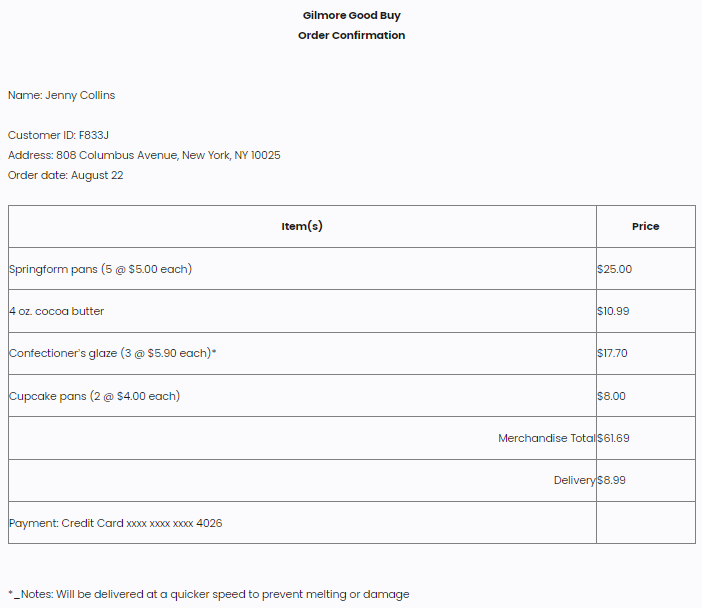 Gilmore Good Buy
Order Confirmation
Name: Jenny Collins
Customer ID: F833J
Address: 808 Columbus Avenue, New York, NY 10025
Order date: August 22
Item(s) Price
Springform pans (5 @ $5.00 each) $25.00
4 oz. cocoa butter $10.99
Confectioner's glaze (3 @ $5.90 each)* $17.70
Cupcake pans (2 @ $4.00 each) $8.00
Merchandise Total $61.69
Delivery $8.99
Payment: Credit Card xxxx xxxx xxxx 4026
*_Notes: Will be delivered at a quicker speed to prevent melting or damage